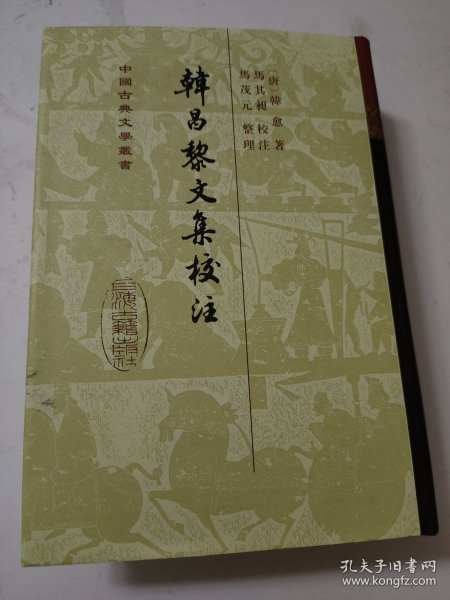 〔唐〕韓愈 著
馬其昶 校注
馬茂元 整理
韓昌黎文集校注
中國古典文學叢書
上海古籍出版社
孔夫子旧书网
www.kongfz.com